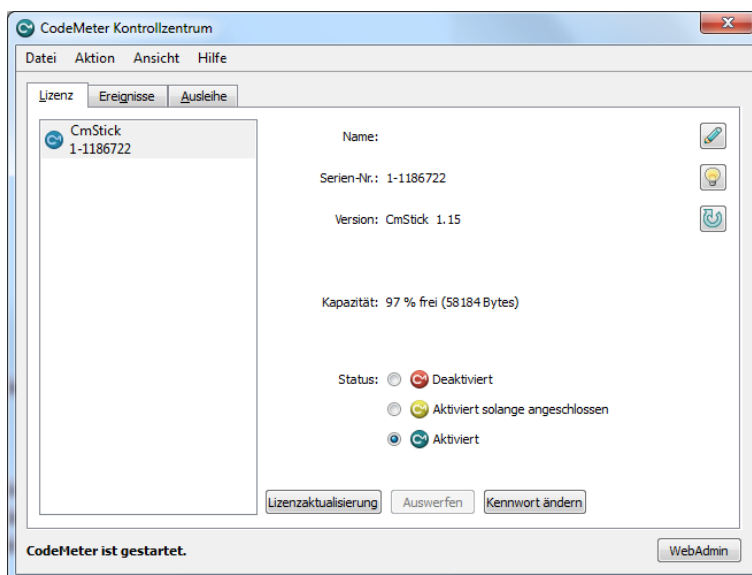 CodeMeter Kontrollzentrum
Datei Aktion Ansicht Hilfe
Lizenz Ereignisse Ausleihe
CmStick
1-1186722
Name:
Serien-Nr.: 1-1186722
Version: CmStick 1.15
Kapazität: 97 % frei (58184 Bytes)
Status: Deaktiviert
Aktiviert solange angeschlossen
Aktiviert
Lizenzaktualisierung Auswerfen Kennwort ändern
CodeMeter ist gestartet. WebAdmin